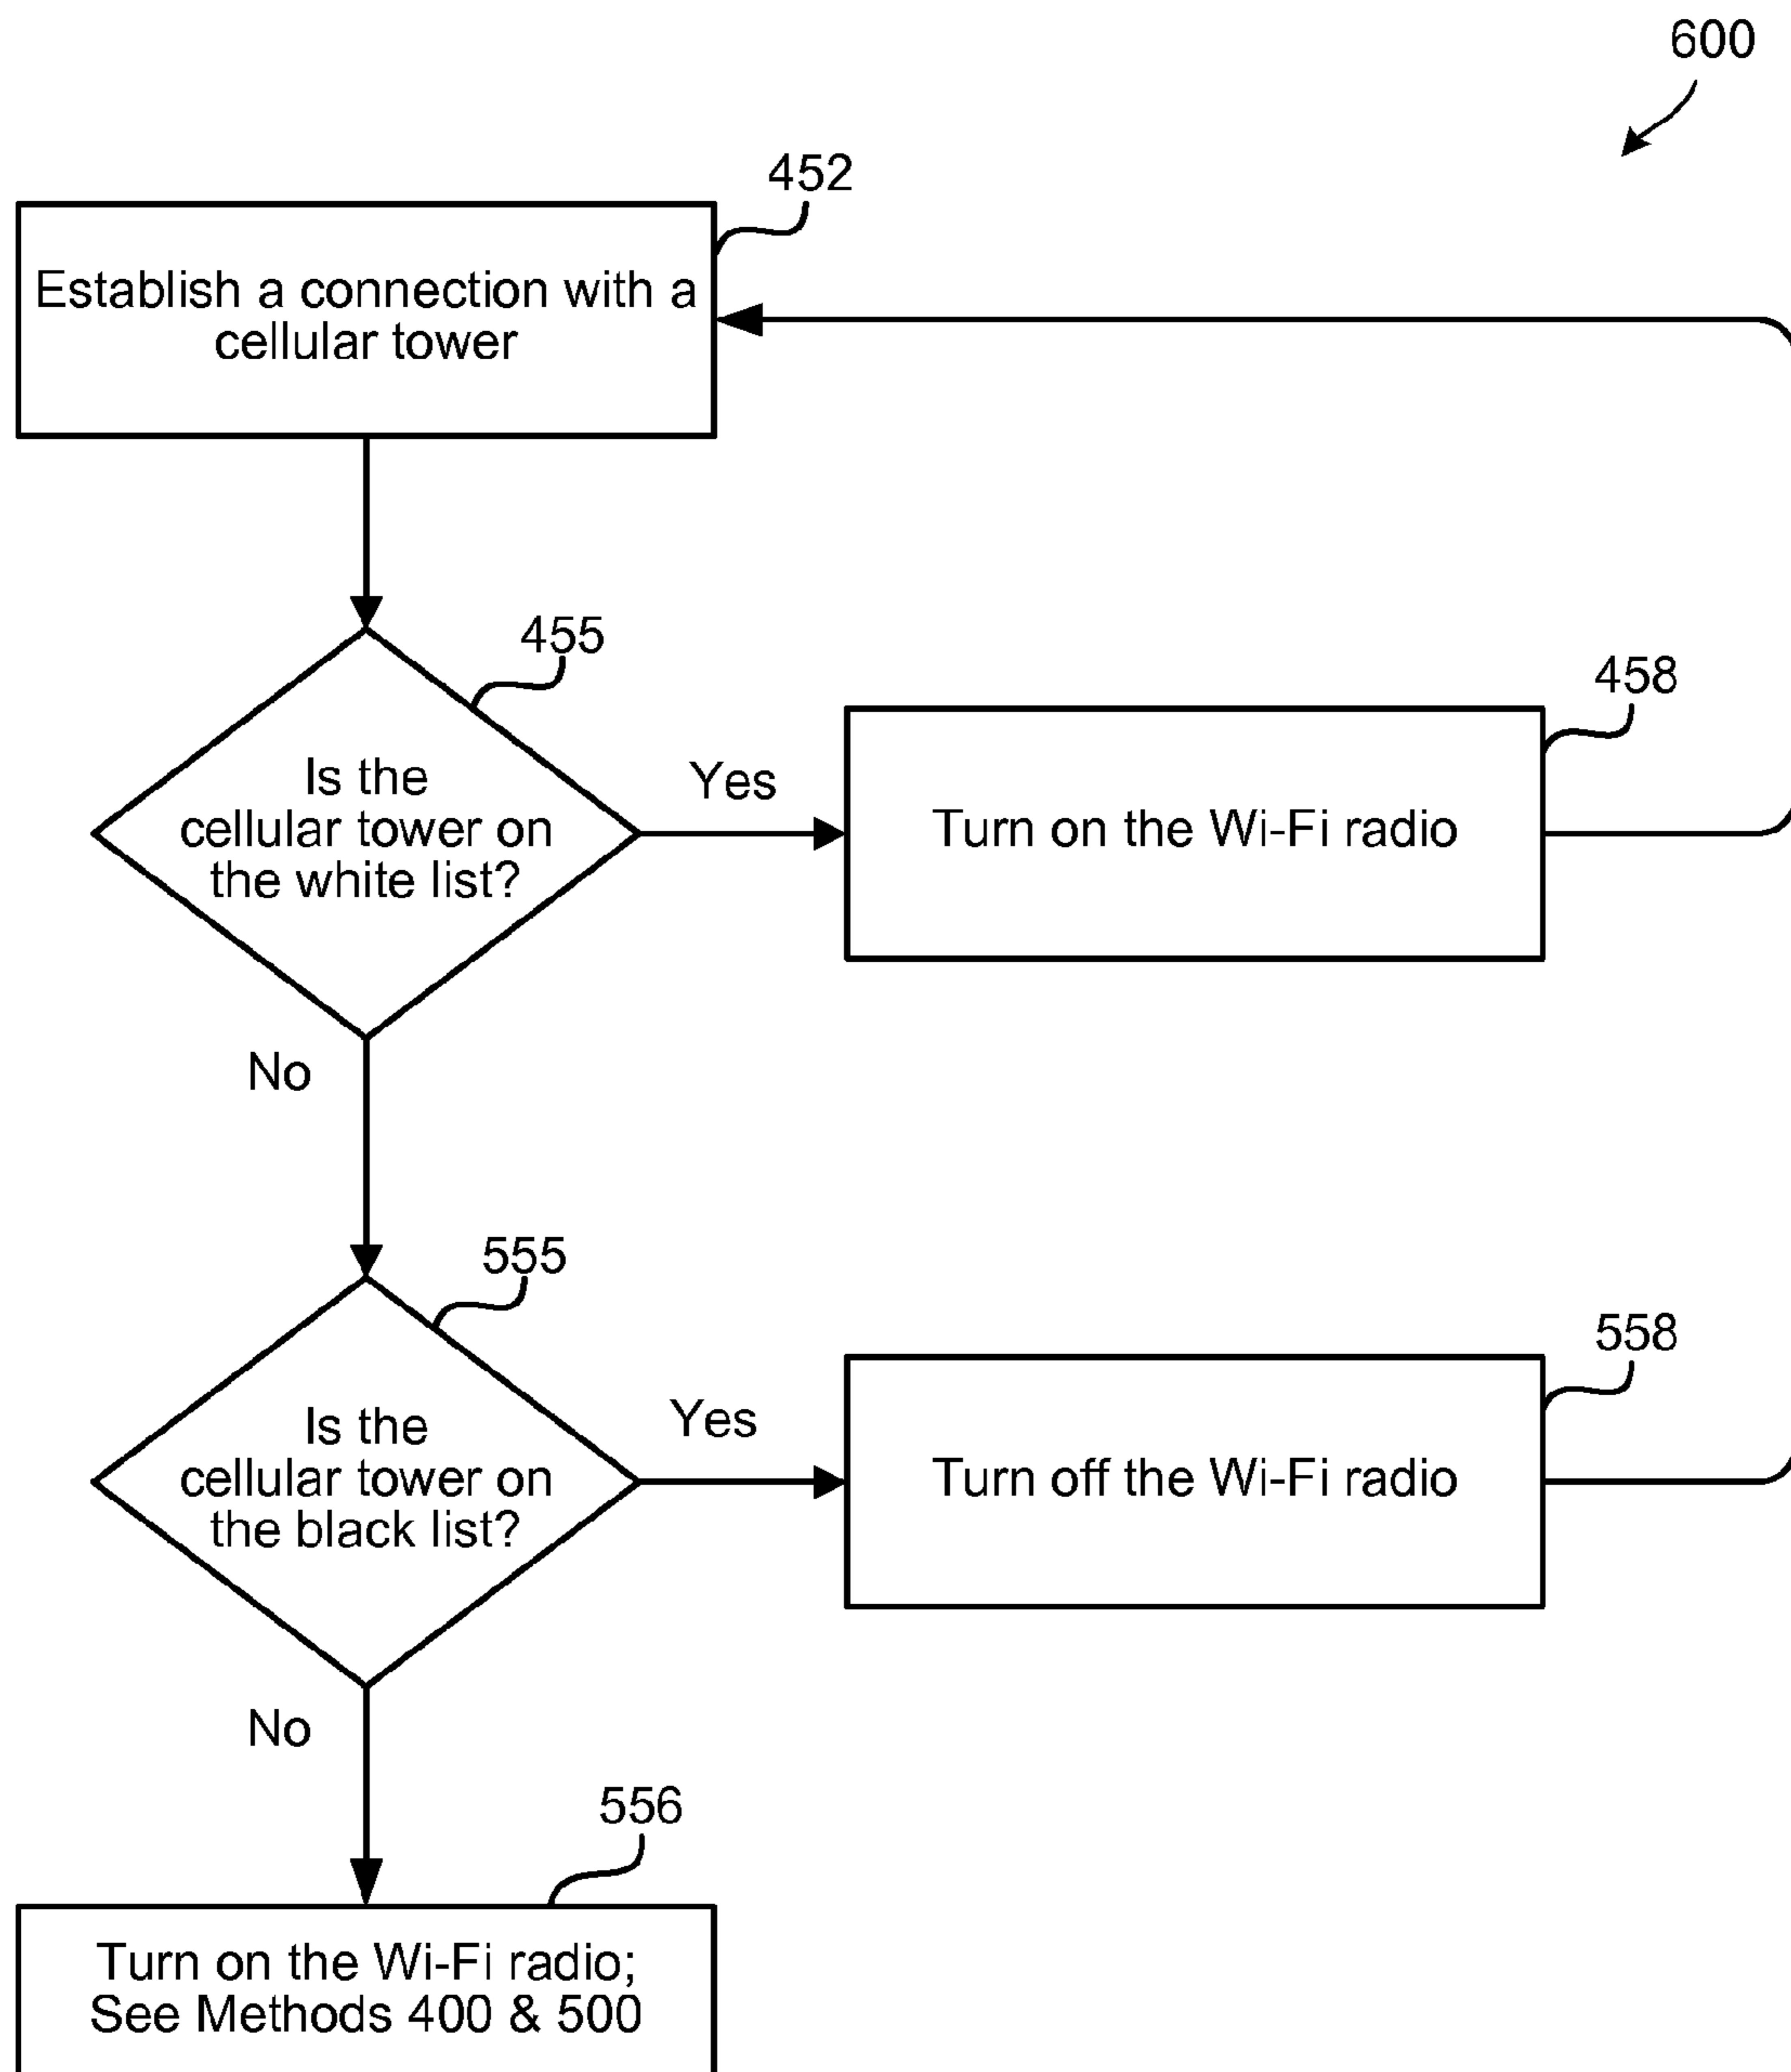 600
452
Establish a connection with a
cellular tower
455
Is the
cellular tower on
the white list?
Yes
458
Turn on the Wi-Fi radio
No
555
Is the
cellular tower on
the black list?
Yes
558
Turn off the Wi-Fi radio
No
556
Turn on the Wi-Fi radio;
See Methods 400 & 500